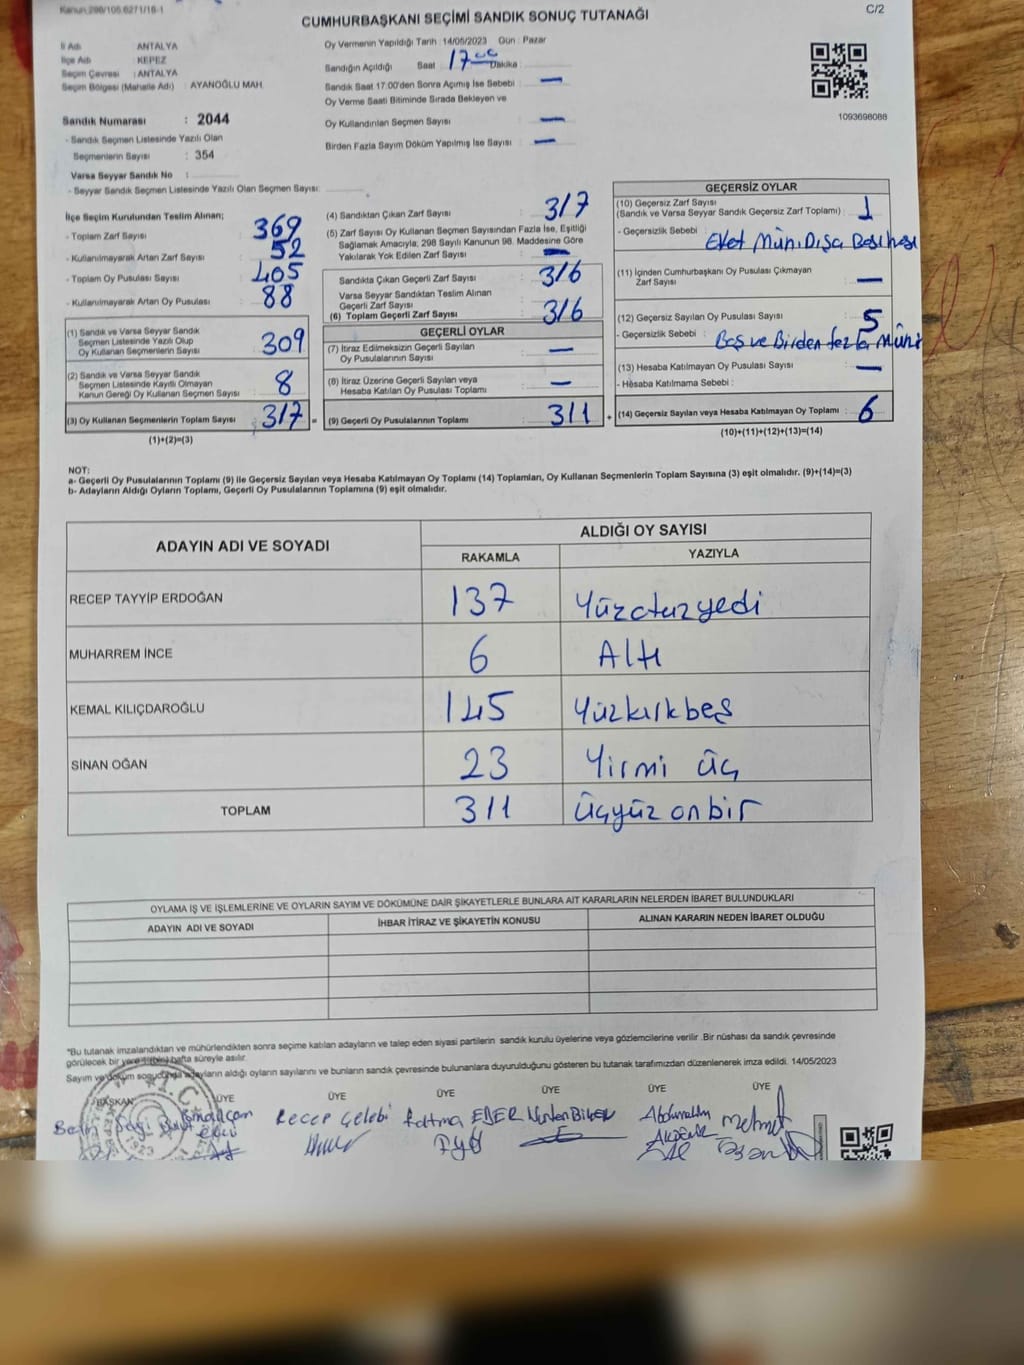 Kanun 298/105.6271/18-1
CUMHURBAŞKANI SEÇİMİ SANDIK SONUÇ TUTANAĞI
C/2
İl Adı : ANTALYA
İlçe Adı : KEPEZ
Seçim Çevresi : ANTALYA
Seçim Bölgesi (Mahalle Adı) : AYANOĞLU MAH.
Sandık Numarası : 2044
- Sandık Seçmen Listesinde Yazılı Olan
Seçmenlerin Sayısı : 354
Varsa Seyyar Sandık No :
- Seyyar Sandık Seçmen Listesinde Yazılı Olan Seçmen Sayısı:
Oy Vermenin Yapıldığı Tarih : 14/05/2023 Gün : Pazar
Sandığın Açıldığı Saat 17 00 Dakika
Sandık Saat 17:00'den Sonra Açılmış İse Sebebi : —
Oy Verme Saati Bitiminde Sırada Bekleyen ve
Oy Kullandırılan Seçmen Sayısı : —
Birden Fazla Sayım Döküm Yapılmış İse Sayısı : —
1093698088
İlçe Seçim Kurulundan Teslim Alınan;
- Toplam Zarf Sayısı : 369
- Kullanılmayarak Artan Zarf Sayısı : 52
- Toplam Oy Pusulası Sayısı : 405
- Kullanılmayarak Artan Oy Pusulası : 88
(1) Sandık ve Varsa Seyyar Sandık
Seçmen Listesinde Yazılı Olup
Oy Kullanan Seçmenlerin Sayısı : 309
(2) Sandık ve Varsa Seyyar Sandık
Seçmen Listesinde Kayıtlı Olmayan
Kanun Gereği Oy Kullanan Seçmen Sayısı : 8
(3) Oy Kullanan Seçmenlerin Toplam Sayısı : 317 =
(1)+(2)=(3)
(4) Sandıktan Çıkan Zarf Sayısı : 317
(5) Zarf Sayısı Oy Kullanan Seçmen Sayısından Fazla İse, Eşitliği
Sağlamak Amacıyla, 298 Sayılı Kanunun 98. Maddesine Göre
Yakılarak Yok Edilen Zarf Sayısı : —
Sandıkta Çıkan Geçerli Zarf Sayısı : 316
Varsa Seyyar Sandıktan Teslim Alınan
Geçerli Zarf Sayısı
(6) Toplam Geçerli Zarf Sayısı : 316
GEÇERLİ OYLAR
(7) İtiraz Edilmeksizin Geçerli Sayılan
Oy Pusulalarının Sayısı : —
(8) İtiraz Üzerine Geçerli Sayılan veya
Hesaba Katılan Oy Pusulası Toplamı : —
(9) Geçerli Oy Pusulalarının Toplamı : 311 +
GEÇERSİZ OYLAR
(10) Geçersiz Zarf Sayısı
(Sandık ve Varsa Seyyar Sandık Geçersiz Zarf Toplamı) : 1
- Geçersizlik Sebebi : Evet Mührü Dışa
(11) İçinden Cumhurbaşkanı Oy Pusulası Çıkmayan
Zarf Sayısı : —
(12) Geçersiz Sayılan Oy Pusulası Sayısı : 5
- Geçersizlik Sebebi : Boş ve Birden fazla
(13) Hesaba Katılmayan Oy Pusulası Sayısı : —
- Hesaba Katılmama Sebebi :
(14) Geçersiz Sayılan veya Hesaba Katılmayan Oy Toplamı : 6
(10)+(11)+(12)+(13)=(14)
NOT:
a- Geçerli Oy Pusulalarının Toplamı (9) ile Geçersiz Sayılan veya Hesaba Katılmayan Oy Toplamı (14) Toplamları, Oy Kullanan Seçmenlerin Toplam Sayısına (3) eşit olmalıdır. (9)+(14)=(3)
b- Adayların Aldığı Oyların Toplamı, Geçerli Oy Pusulalarının Toplamına (9) eşit olmalıdır.
ADAYIN ADI VE SOYADI
ALDIĞI OY SAYISI
RAKAMLA YAZIYLA
RECEP TAYYİP ERDOĞAN 137 Yüzotuzyedi
MUHARREM İNCE 6 Altı
KEMAL KILIÇDAROĞLU 145 Yüzkırkbeş
SİNAN OĞAN 23 Yirmi üç
TOPLAM 311 Üçyüz onbir
OYLAMA İŞ VE İŞLEMLERİNE VE OYLARIN SAYIM VE DÖKÜMÜNE DAİR ŞİKAYETLERLE BUNLARA AİT KARARLARIN NELERDEN İBARET BULUNDUKLARI
ADAYIN ADI VE SOYADI
İHBAR İTİRAZ VE ŞİKAYETİN KONUSU
ALINAN KARARIN NEDEN İBARET OLDUĞU
"Bu tutanak imzalandıktan ve mühürlendikten sonra seçime katılan adayların ve talep eden siyasi partilerin sandık kurulu üyelerine veya gözlemcilerine verilir. Bir nüshası da sandık çevresinde
görülecek bir yere 1 (bir) hafta süreyle asılır.
Sayım ve döküm sonucunda adayların aldığı oyların sayılarını ve bunların sandık çevresinde bulunanlara duyurulduğunu gösteren bu tutanak tarafımızdan düzenlenerek imza edildi. 14/05/2023
BAŞKAN ÜYE ÜYE ÜYE ÜYE ÜYE ÜYE
Recep Çelebi Fatma Mehmet
T.C.
1923